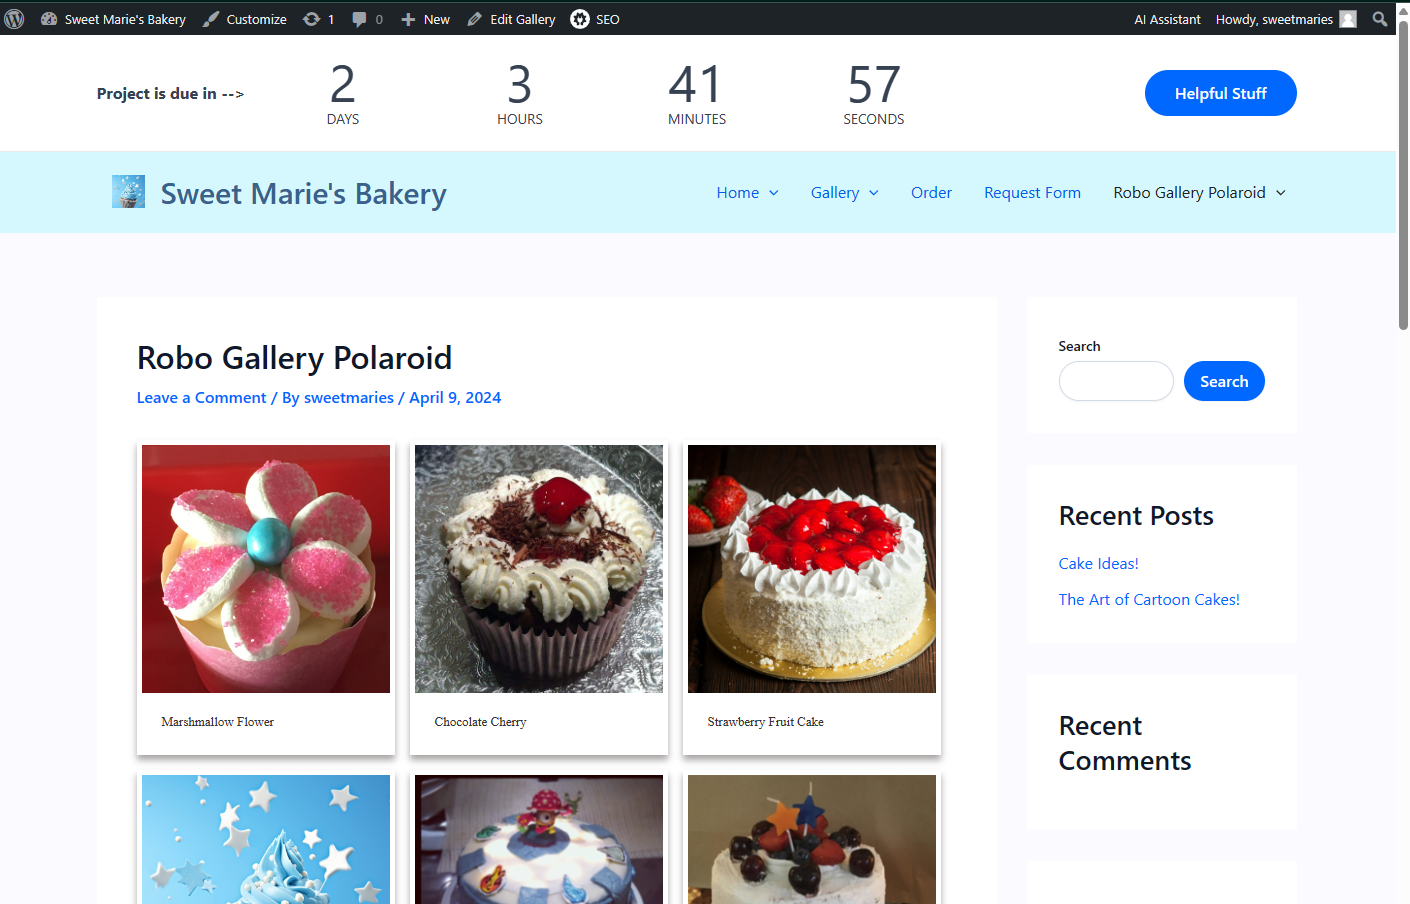 Sweet Marie's Bakery Customize 1 0 New Edit Gallery SEO AI Assistant Howdy, sweetmaries
Project is due in --> 2 3 41 57 Helpful Stuff
DAYS HOURS MINUTES SECONDS
Sweet Marie's Bakery Home Gallery Order Request Form Robo Gallery Polaroid
Robo Gallery Polaroid
Leave a Comment / By sweetmaries / April 9, 2024
Marshmallow Flower
Chocolate Cherry
Strawberry Fruit Cake
Search
Search
Recent Posts
Cake Ideas!
The Art of Cartoon Cakes!
Recent
Comments